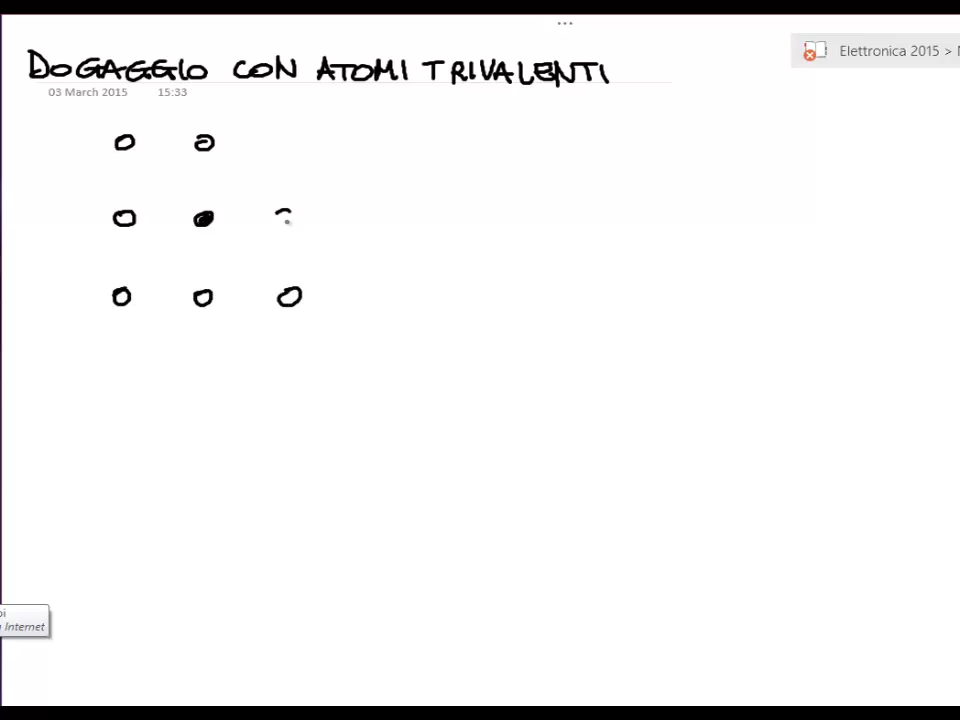 DOGAGGIO CON ATOMI TRIVALENTI
03 March 2015 15:33
Elettronica 2015 >
Internet